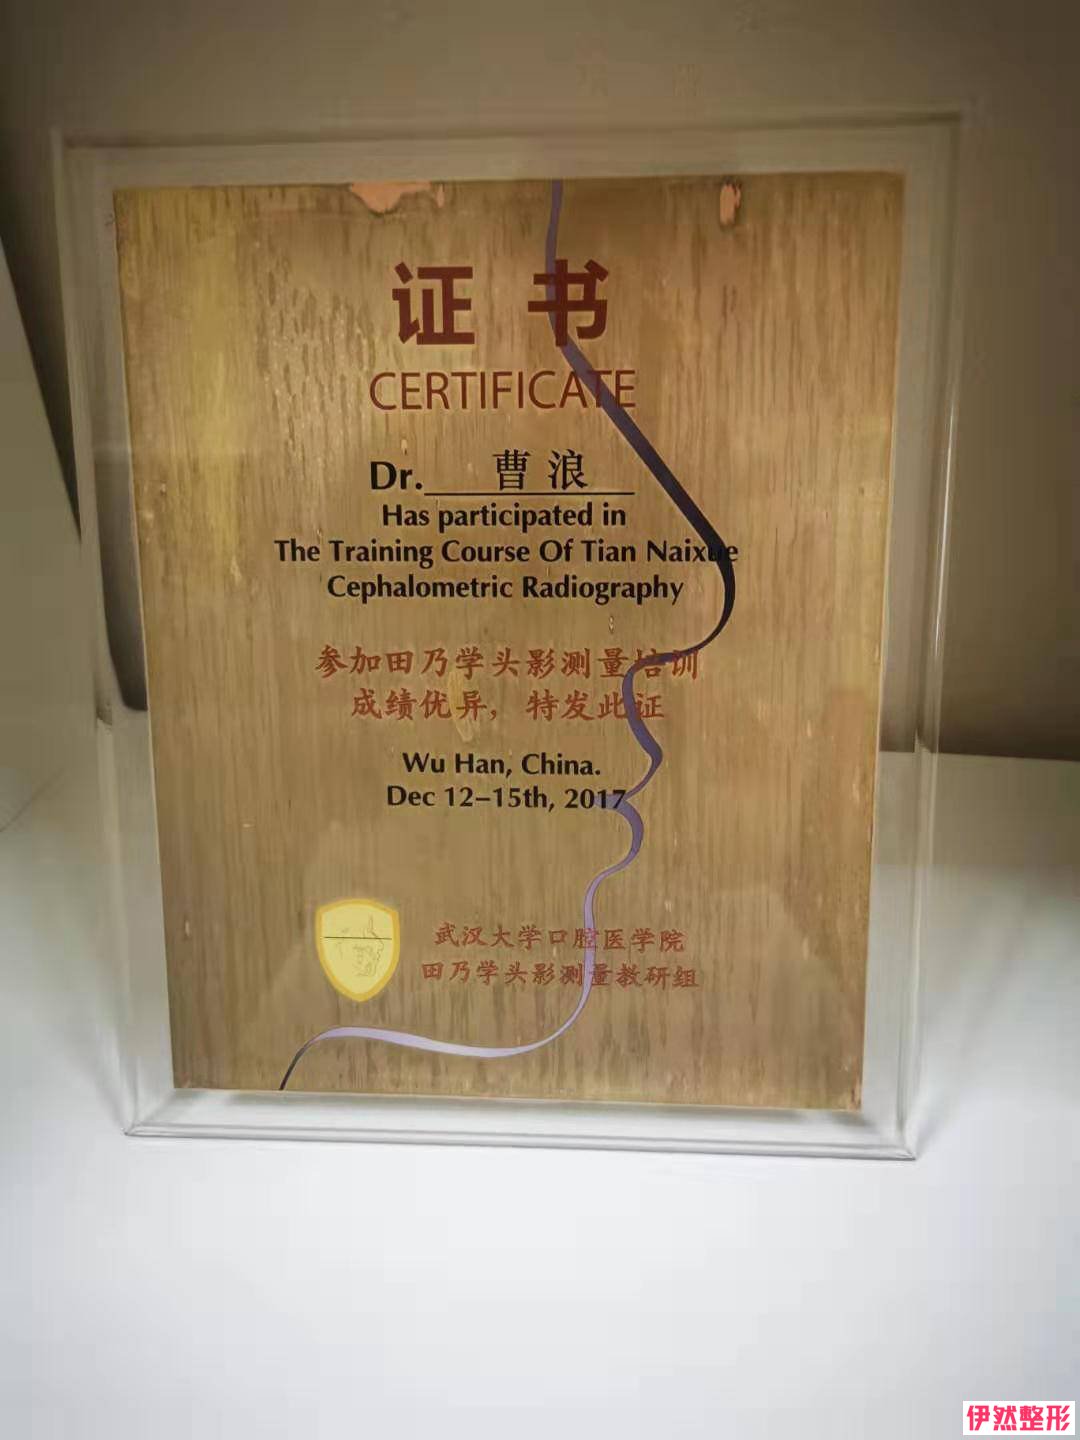 证书
CERTIFICATE
Dr. 曹浪
Has participated in
The Training Course Of Tian Naixue
Cephalometric Radiography
参加田乃学头影测量培训
成绩优异，特发此证
Wu Han, China.
Dec 12-15th, 2017
武汉大学口腔医学院
田乃学头影测量教研组
伊然整形